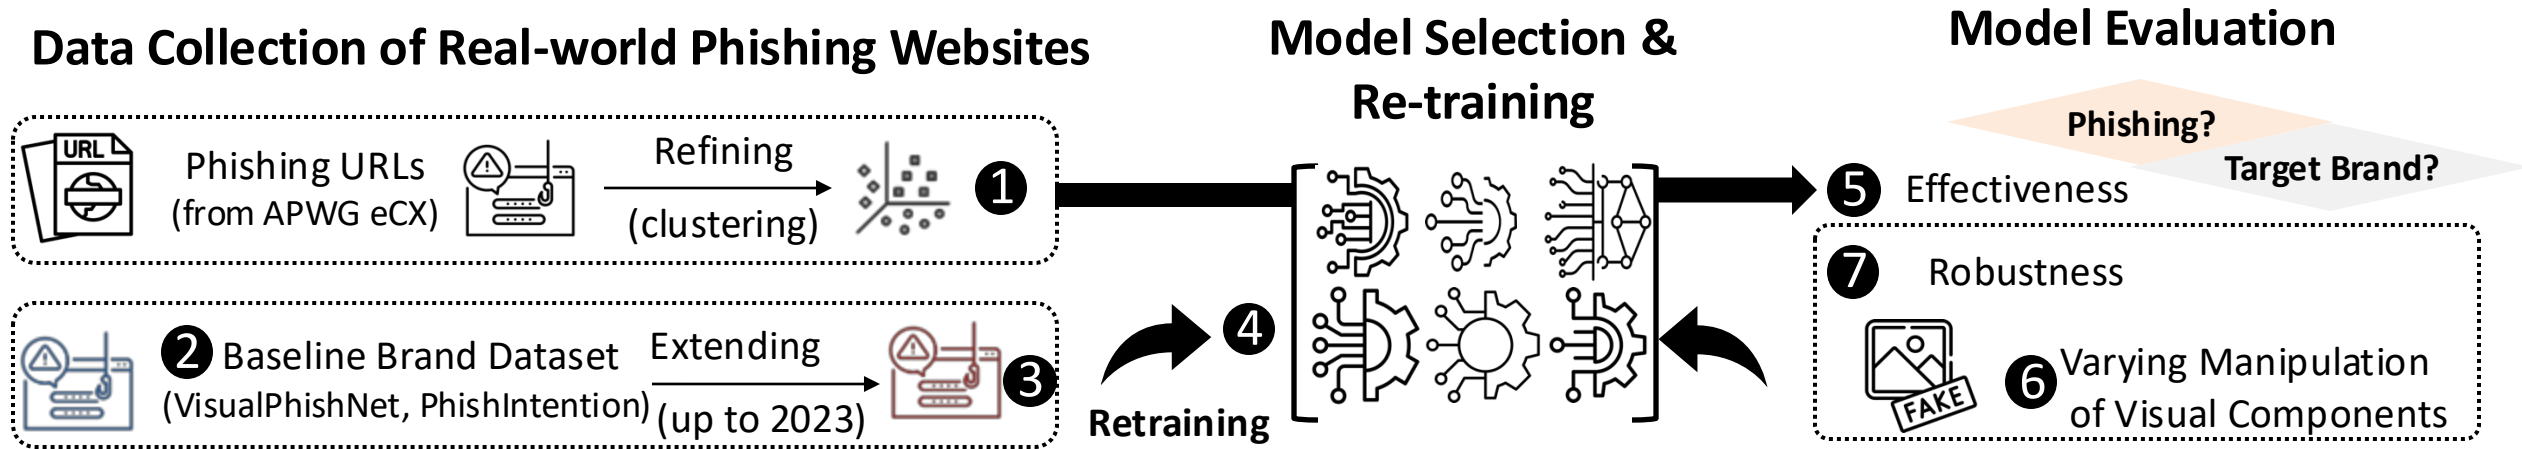 Data Collection of Real-world Phishing Websites
URL
Phishing URLs
(from APWG eCX)
Refining
(clustering)
1
2 Baseline Brand Dataset
(VisualPhishNet, PhishIntention)
Extending
(up to 2023)
3
Model Selection &
Re-training
4
Retraining
Model Evaluation
Phishing?
Target Brand?
5 Effectiveness
7 Robustness
FAKE
6 Varying Manipulation
of Visual Components